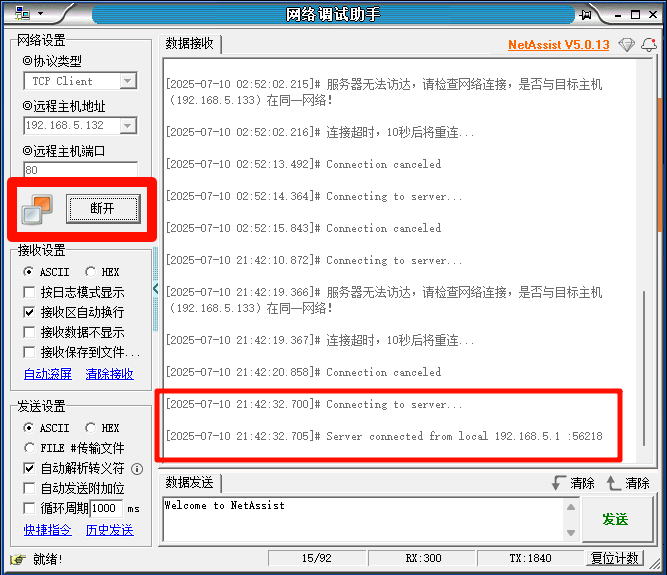 网络调试助手
网络设置
协议类型
TCP Client
远程主机地址
192.168.5.132
远程主机端口
80
断开
接收设置
ASCII HEX
按日志模式显示
接收区自动换行
接收数据不显示
接收保存到文件...
自动滚屏 清除接收
发送设置
ASCII HEX
FILE #传输文件
自动解析转义符
自动发送附加位
循环周期 1000 ms
快捷指令 历史发送
数据接收
NetAssist V5.0.13
[2025-07-10 02:52:02.215]# 服务器无法访达，请检查网络连接，是否与目标主机
（192.168.5.133）在同一网络！
[2025-07-10 02:52:02.216]# 连接超时，10秒后将重连...
[2025-07-10 02:52:13.492]# Connection canceled
[2025-07-10 02:52:14.364]# Connecting to server...
[2025-07-10 02:52:15.843]# Connection canceled
[2025-07-10 21:42:10.872]# Connecting to server...
[2025-07-10 21:42:19.366]# 服务器无法访达，请检查网络连接，是否与目标主机
（192.168.5.133）在同一网络！
[2025-07-10 21:42:19.367]# 连接超时，10秒后将重连...
[2025-07-10 21:42:20.858]# Connection canceled
[2025-07-10 21:42:32.700]# Connecting to server...
[2025-07-10 21:42:32.705]# Server connected from local 192.168.5.1 :56218
数据发送
清除 清除
Welcome to NetAssist
发送
就绪!
15/92
RX:300
TX:1840
复位计数